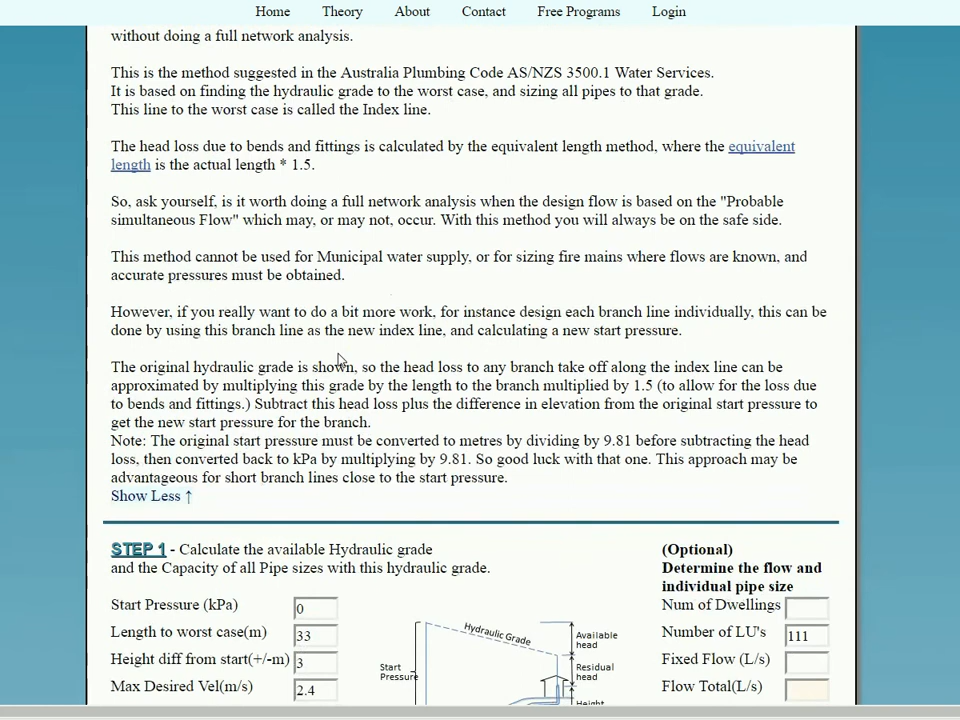 Home Theory About Contact Free Programs Login
without doing a full network analysis.
This is the method suggested in the Australia Plumbing Code AS/NZS 3500.1 Water Services.
It is based on finding the hydraulic grade to the worst case, and sizing all pipes to that grade.
This line to the worst case is called the Index line.
The head loss due to bends and fittings is calculated by the equivalent length method, where the equivalent
length is the actual length * 1.5.
So, ask yourself, is it worth doing a full network analysis when the design flow is based on the "Probable
simultaneous Flow" which may, or may not, occur. With this method you will always be on the safe side.
This method cannot be used for Municipal water supply, or for sizing fire mains where flows are known, and
accurate pressures must be obtained.
However, if you really want to do a bit more work, for instance design each branch line individually, this can be
done by using this branch line as the new index line, and calculating a new start pressure.
The original hydraulic grade is shown, so the head loss to any branch take off along the index line can be
approximated by multiplying this grade by the length to the branch multiplied by 1.5 (to allow for the loss due
to bends and fittings.) Subtract this head loss plus the difference in elevation from the original start pressure to
get the new start pressure for the branch.
Note: The original start pressure must be converted to metres by dividing by 9.81 before subtracting the head
loss, then converted back to kPa by multiplying by 9.81. So good luck with that one. This approach may be
advantageous for short branch lines close to the start pressure.
Show Less ↑
STEP 1 - Calculate the available Hydraulic grade
and the Capacity of all Pipe sizes with this hydraulic grade.
Start Pressure (kPa) 0
Length to worst case(m) 33
Height diff from start(+/-m) 3
Max Desired Vel(m/s) 2.4
Hydraulic Grade
Start
Pressure
Available
head
Residual
head
Height
(Optional)
Determine the flow and
individual pipe size
Num of Dwellings
Number of LU's 111
Fixed Flow (L/s)
Flow Total(L/s)